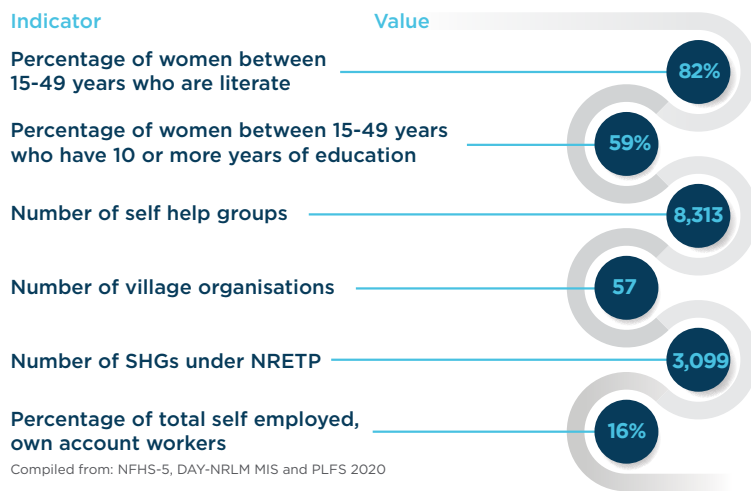 Indicator Value
Percentage of women between
15-49 years who are literate
82%
Percentage of women between 15-49 years
who have 10 or more years of education
59%
Number of self help groups
8,313
Number of village organisations
57
Number of SHGs under NRETP
3,099
Percentage of total self employed,
own account workers
16%
Compiled from: NFHS-5, DAY-NRLM MIS and PLFS 2020